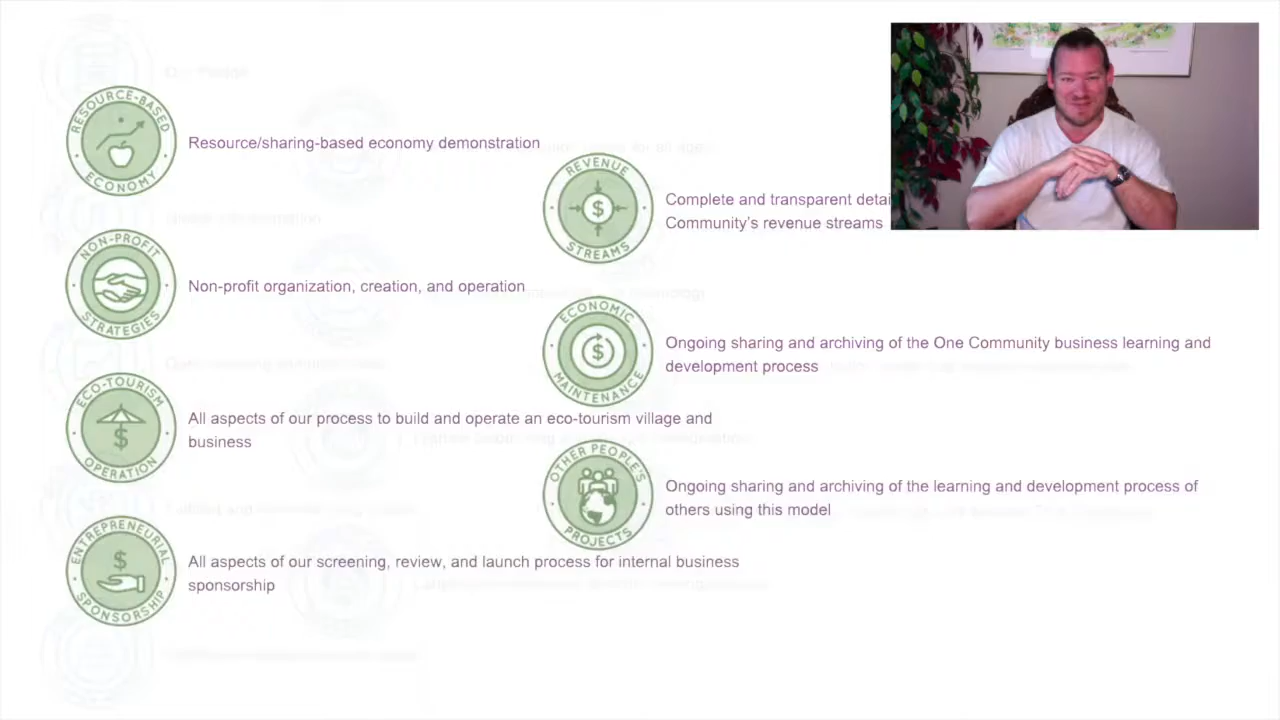 RESOURCE-BASED
ECONOMY
Resource/sharing-based economy demonstration
NON-PROFIT
STRATEGIES
Non-profit organization, creation, and operation
ECO-TOURISM
$
OPERATION
All aspects of our process to build and operate an eco-tourism village and
business
ENTREPRENEURIAL
$
SPONSORSHIP
All aspects of our screening, review, and launch process for internal business
sponsorship
REVENUE
$
STREAMS
Complete and transparent
Community’s revenue streams
ECONOMIC
$
MAINTENANCE
Ongoing sharing and archiving of the One Community business learning and
development process
OTHER PEOPLE'S
PROJECTS
Ongoing sharing and archiving of the learning and development process of
others using this model